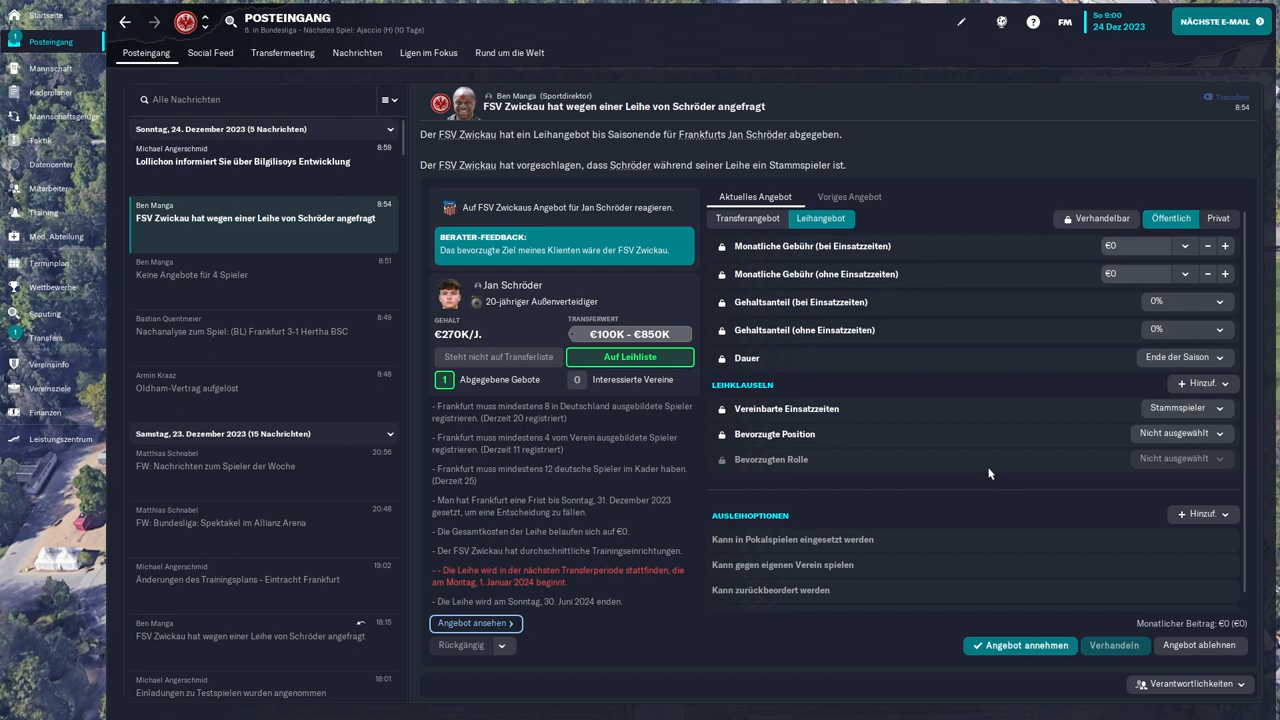 Startseite
1
Posteingang
Mannschaft
Kaderplaner
Mannschaftsgefüge
Taktik
Datencenter
Mitarbeiter
Training
Med. Abteilung
Terminplan
Wettbewerbe
Scouting
1
Transfers
Vereinsinfo
Vereinsziele
Finanzen
Leistungszentrum
POSTEINGANG
6. in Bundesliga - Nächstes Spiel: Ajaccio (H) (10 Tage)
FM
So 9:00
24 Dez 2023
NÄCHSTE E-MAIL
Posteingang Social Feed Transfermeeting Nachrichten Ligen im Fokus Rund um die Welt
Alle Nachrichten
Sonntag, 24. Dezember 2023 (5 Nachrichten)
Michael Angerschmid 8:59
Lollichon informiert Sie über Bilgilisoys Entwicklung
Ben Manga 8:54
FSV Zwickau hat wegen einer Leihe von Schröder angefragt
Ben Manga 8:51
Keine Angebote für 4 Spieler
Bastian Quentmeier 8:49
Nachanalyse zum Spiel: (BL) Frankfurt 3-1 Hertha BSC
Armin Kraaz 8:48
Oldham-Vertrag aufgelöst
Samstag, 23. Dezember 2023 (15 Nachrichten)
Matthias Schnabel 20:56
FW: Nachrichten zum Spieler der Woche
Matthias Schnabel 20:48
FW: Bundesliga: Spektakel im Allianz Arena
Michael Angerschmid 19:02
Änderungen des Trainingsplans - Eintracht Frankfurt
Ben Manga 18:15
FSV Zwickau hat wegen einer Leihe von Schröder angefragt
Michael Angerschmid 18:01
Einladungen zu Testspielen wurden angenommen
Ben Manga (Sportdirektor)
FSV Zwickau hat wegen einer Leihe von Schröder angefragt
Transfers
8:54
Der FSV Zwickau hat ein Leihangebot bis Saisonende für Frankfurts Jan Schröder abgegeben.
Der FSV Zwickau hat vorgeschlagen, dass Schröder während seiner Leihe ein Stammspieler ist.
Auf FSV Zwickaus Angebot für Jan Schröder reagieren.
BERATER-FEEDBACK:
Das bevorzugte Ziel meines Klienten wäre der FSV Zwickau.
Jan Schröder
20-jähriger Außenverteidiger
GEHALT TRANSFERWERT
€270K/J. €100K - €850K
Steht nicht auf Transferliste Auf Leihliste
1 Abgegebene Gebote 0 Interessierte Vereine
- Frankfurt muss mindestens 8 in Deutschland ausgebildete Spieler
registrieren. (Derzeit 20 registriert)
- Frankfurt muss mindestens 4 vom Verein ausgebildete Spieler
registrieren. (Derzeit 11 registriert)
- Frankfurt muss mindestens 12 deutsche Spieler im Kader haben.
(Derzeit 25)
- Man hat Frankfurt eine Frist bis Sonntag, 31. Dezember 2023
gesetzt, um eine Entscheidung zu fällen.
- Die Gesamtkosten der Leihe belaufen sich auf €0.
- Der FSV Zwickau hat durchschnittliche Trainingseinrichtungen.
- - Die Leihe wird in der nächsten Transferperiode stattfinden, die
am Montag, 1. Januar 2024 beginnt.
- Die Leihe wird am Sonntag, 30. Juni 2024 enden.
Angebot ansehen
Rückgängig
Aktuelles Angebot Voriges Angebot
Transferangebot Leihangebot Verhandelbar Öffentlich Privat
Monatliche Gebühr (bei Einsatzzeiten) €0 − +
Monatliche Gebühr (ohne Einsatzzeiten) €0 − +
Gehaltsanteil (bei Einsatzzeiten) 0%
Gehaltsanteil (ohne Einsatzzeiten) 0%
Dauer Ende der Saison
LEIHKLAUSELN + Hinzuf.
Vereinbarte Einsatzzeiten Stammspieler
Bevorzugte Position Nicht ausgewählt
Bevorzugten Rolle Nicht ausgewählt
AUSLEIHOPTIONEN + Hinzuf.
Kann in Pokalspielen eingesetzt werden
Kann gegen eigenen Verein spielen
Kann zurückbeordert werden
Monatlicher Beitrag: €0 (€0)
Angebot annehmen Verhandeln Angebot ablehnen
Verantwortlichkeiten